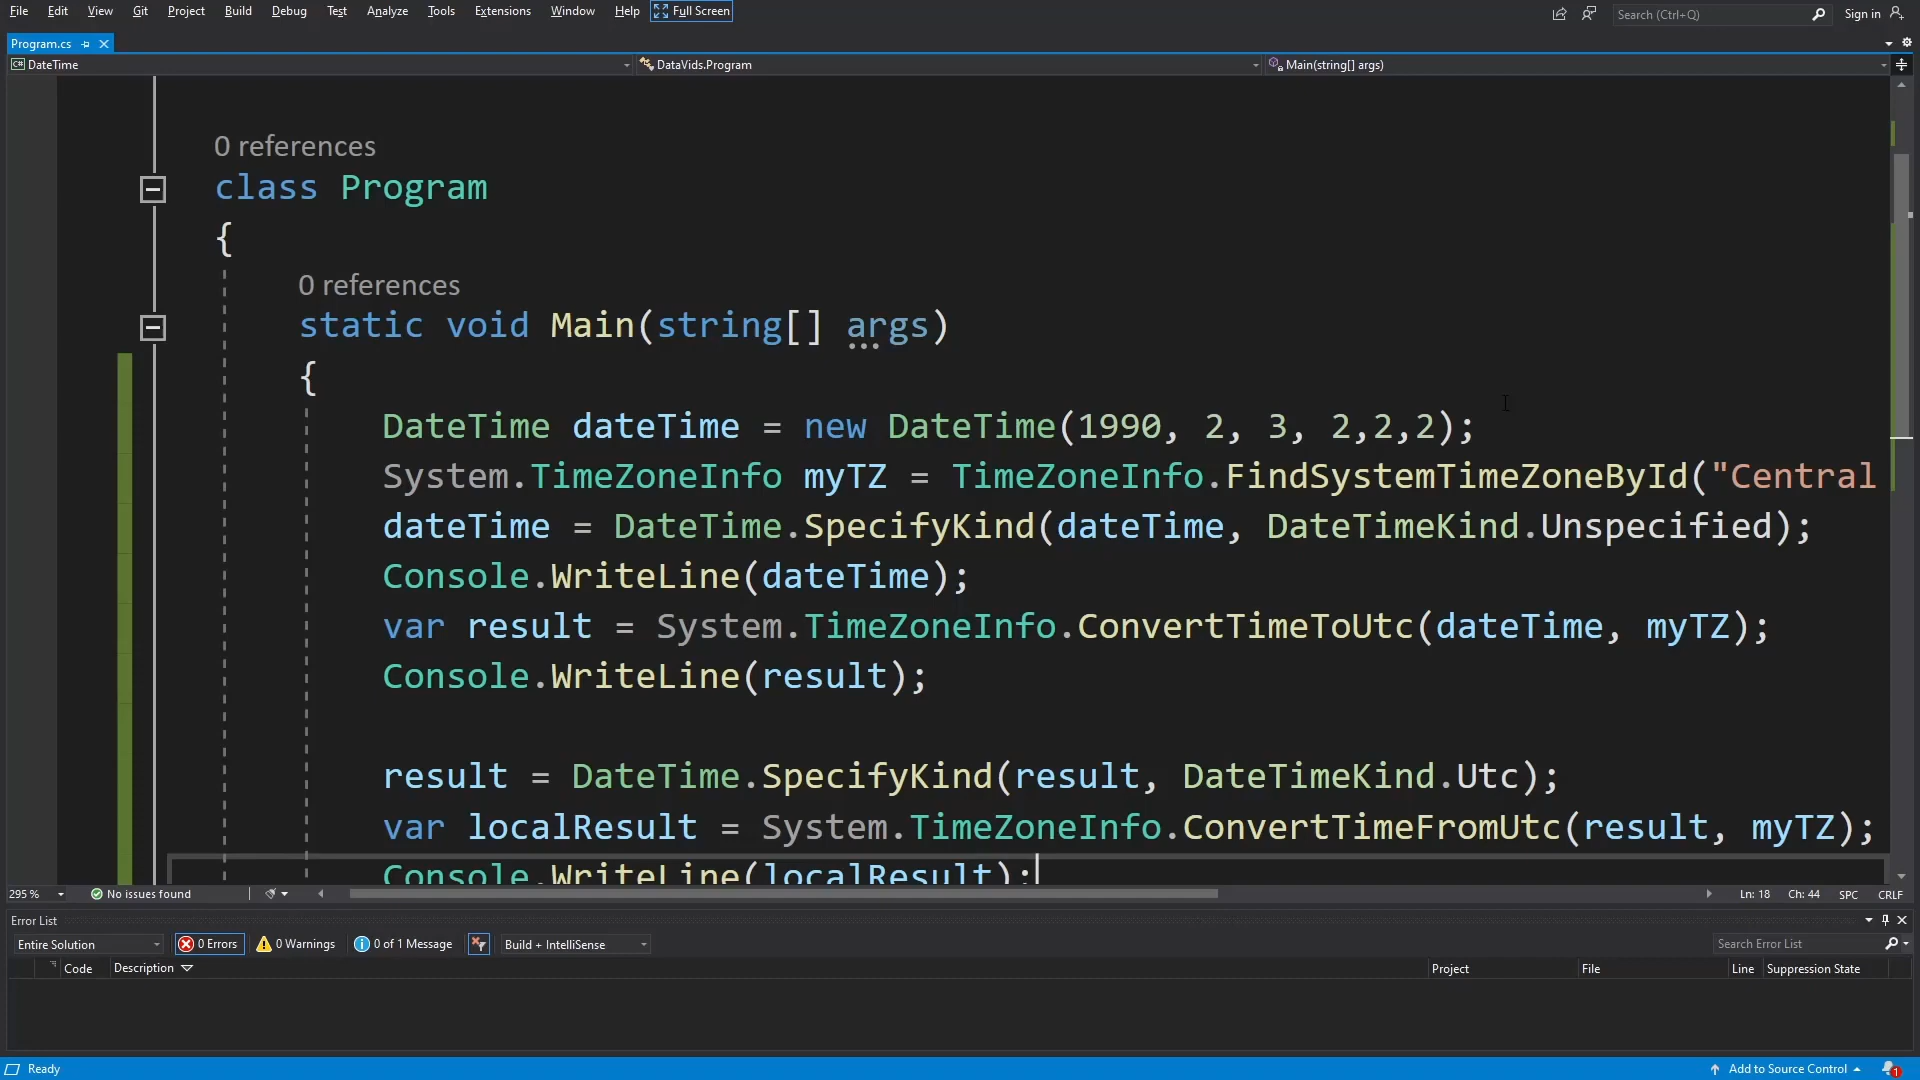 File Edit View Git Project Build Debug Test Analyze Tools Extensions Window Help Full Screen Search (Ctrl+Q) Sign in
Program.cs
DateTime DataVids.Program Main(string[] args)
0 references
class Program
{
0 references
static void Main(string[] args)
{
DateTime dateTime = new DateTime(1990, 2, 3, 2,2,2);
System.TimeZoneInfo myTZ = TimeZoneInfo.FindSystemTimeZoneById("Central
dateTime = DateTime.SpecifyKind(dateTime, DateTimeKind.Unspecified);
Console.WriteLine(dateTime);
var result = System.TimeZoneInfo.ConvertTimeToUtc(dateTime, myTZ);
Console.WriteLine(result);
result = DateTime.SpecifyKind(result, DateTimeKind.Utc);
var localResult = System.TimeZoneInfo.ConvertTimeFromUtc(result, myTZ);
Console.WriteLine(localResult);
295 % No issues found Ln: 18 Ch: 44 SPC CRLF
Error List
Entire Solution 0 Errors 0 Warnings 0 of 1 Message Build + IntelliSense Search Error List
Code Description Project File Line Suppression State
Ready Add to Source Control 1